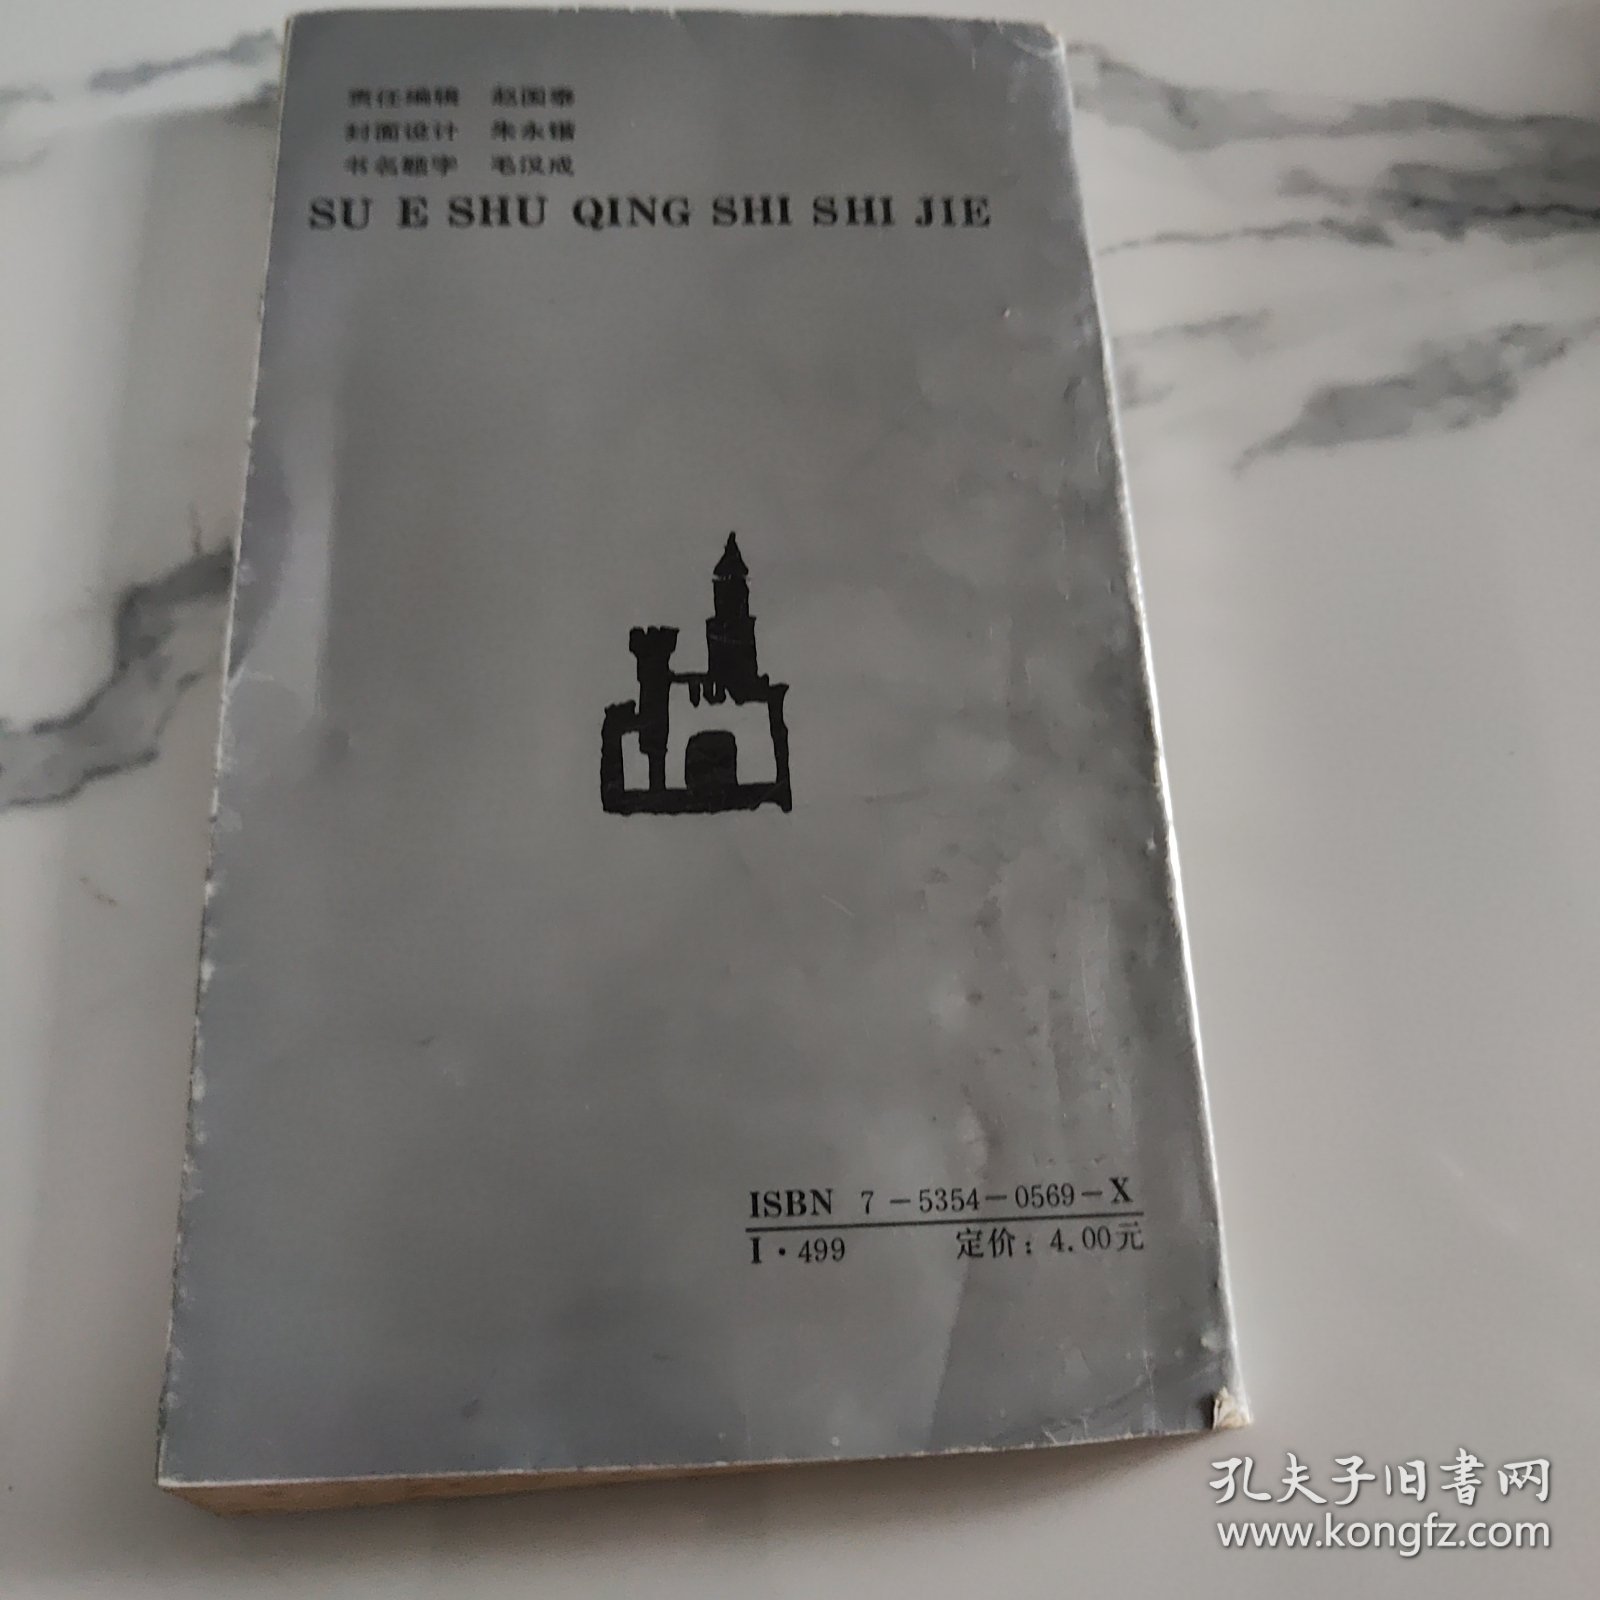 责任编辑 赵国泰
封面设计 朱永锴
书名题字 毛汉成
SU E SHU QING SHI SHI JIE
ISBN 7-5354-0569-X
I·499 定价: 4.00元
孔夫子旧书网
www.kongfz.com